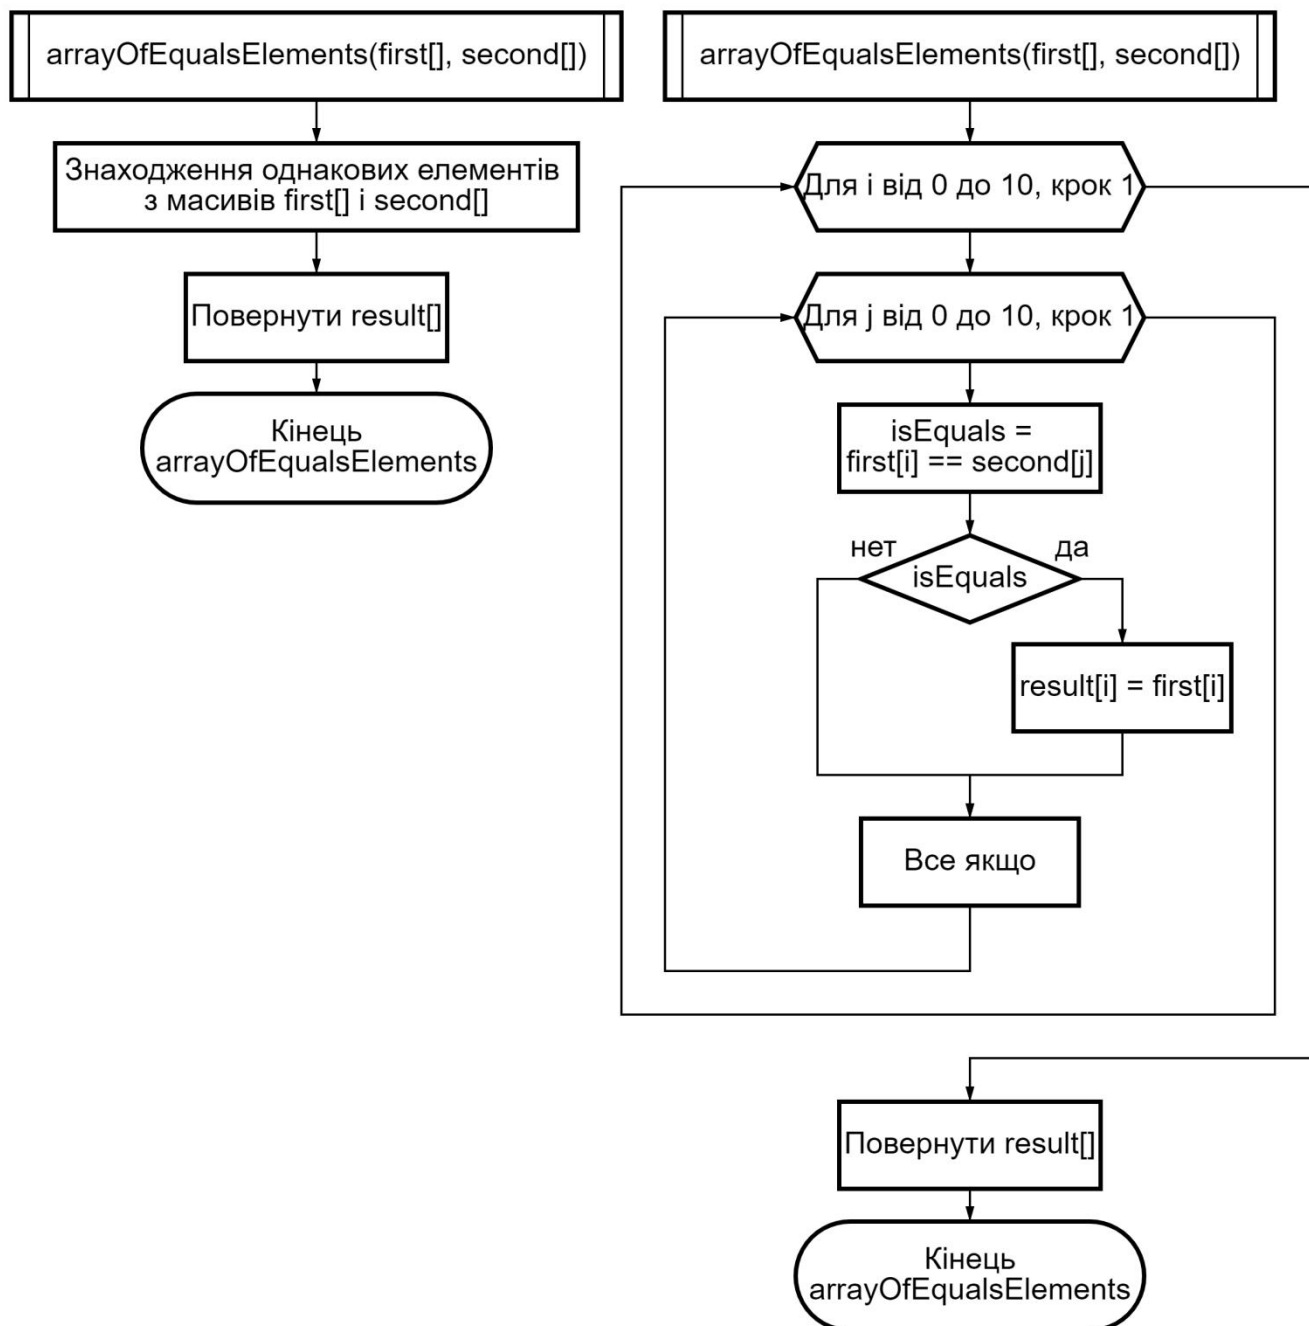 arrayOfEqualsElements(first[], second[])
Знаходження однакових елементів
з масивів first[] і second[]
Повернути result[]
Кінець
arrayOfEqualsElements
arrayOfEqualsElements(first[], second[])
Для i від 0 до 10, крок 1
Для j від 0 до 10, крок 1
isEquals =
first[i] == second[j]
нет
да
isEquals
result[i] = first[i]
Все якщо
Повернути result[]
Кінець
arrayOfEqualsElements